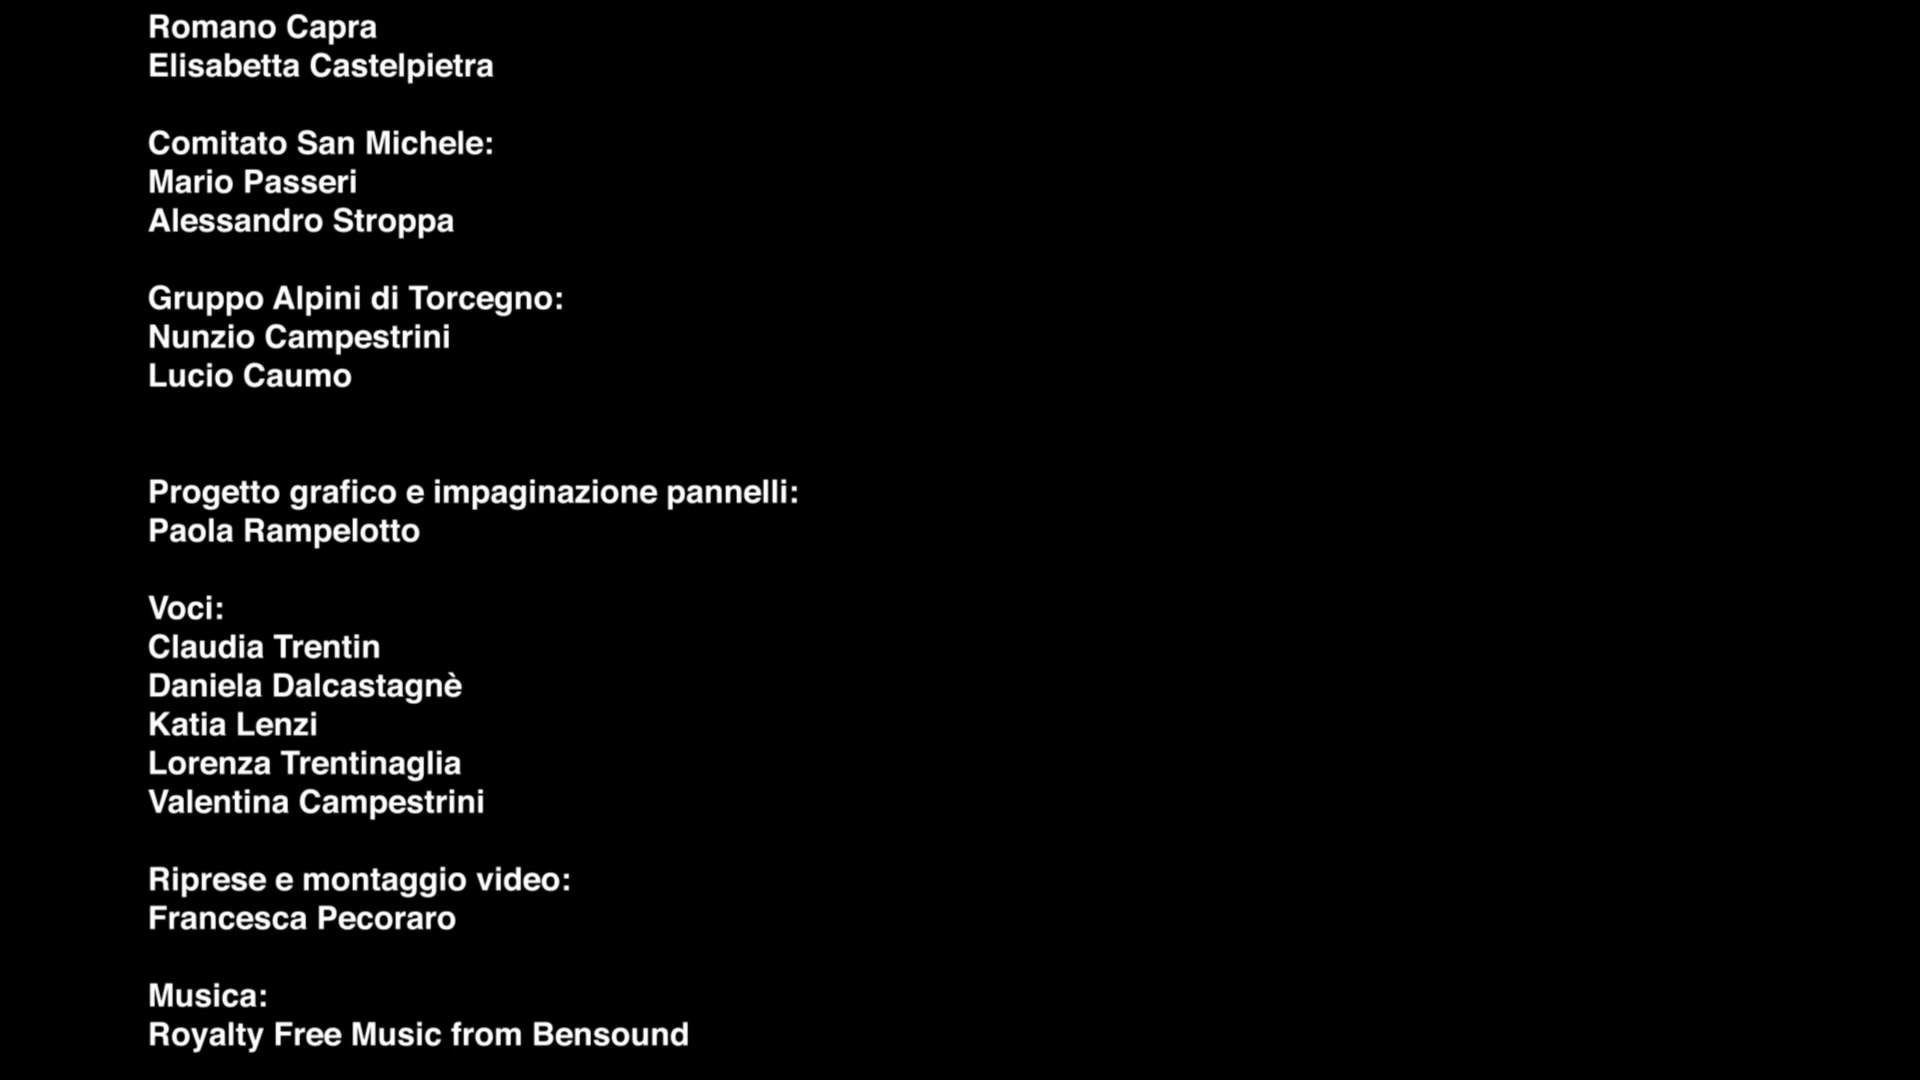 Romano Capra
Elisabetta Castelpietra
Comitato San Michele:
Mario Passeri
Alessandro Stroppa
Gruppo Alpini di Torcegno:
Nunzio Campestrini
Lucio Caumo
Progetto grafico e impaginazione pannelli:
Paola Rampelotto
Voci:
Claudia Trentin
Daniela Dalcastagnè
Katia Lenzi
Lorenza Trentinaglia
Valentina Campestrini
Riprese e montaggio video:
Francesca Pecoraro
Musica:
Royalty Free Music from Bensound